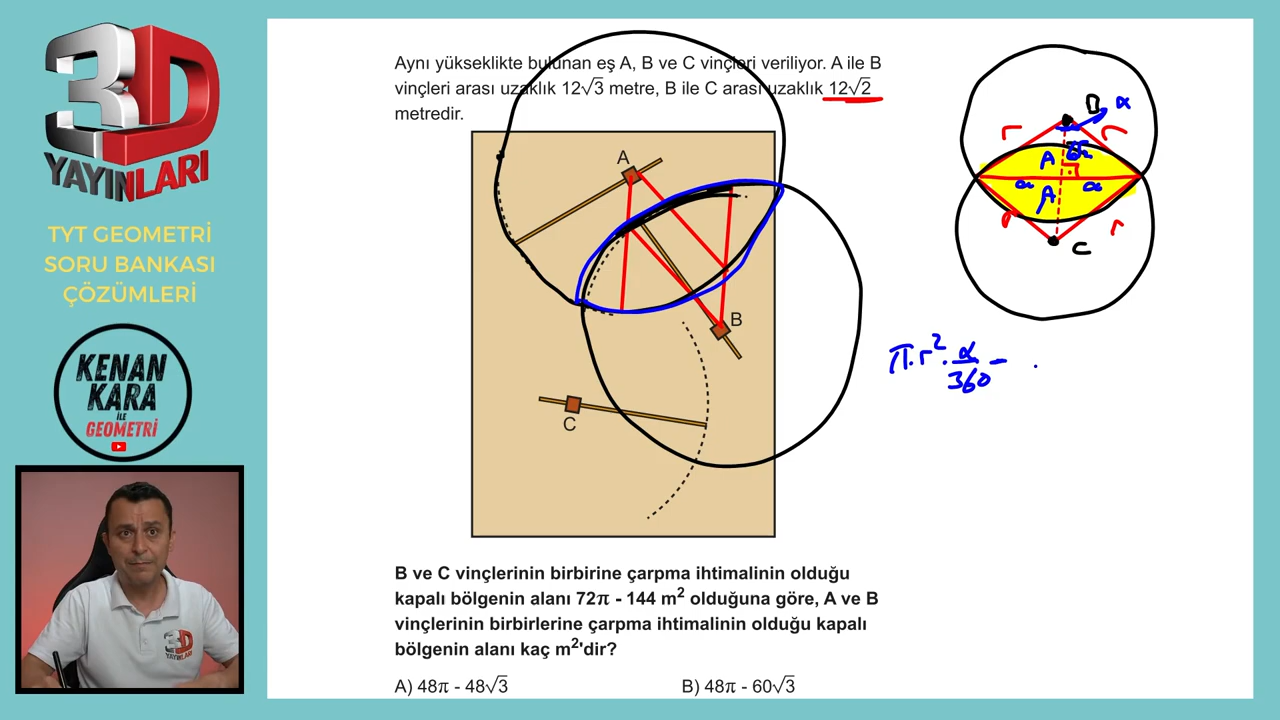 3D
YAYINLARI
TYT GEOMETRİ
SORU BANKASI
ÇÖZÜMLERİ
KENAN
KARA
İLE
GEOMETRİ
3D
YAYINLARI
Aynı yükseklikte bulunan eş A, B ve C vinçleri veriliyor. A ile B
vinçleri arası uzaklık 12√3 metre, B ile C arası uzaklık 12√2
metredir.
A
B
C
B ve C vinçlerinin birbirine çarpma ihtimalinin olduğu
kapalı bölgenin alanı 72π - 144 m² olduğuna göre, A ve B
vinçlerinin birbirlerine çarpma ihtimalinin olduğu kapalı
bölgenin alanı kaç m²'dir?
A) 48π - 48√3
B) 48π - 60√3
α
r
r
A
a
a
A
r
C
π.r². α/360 -